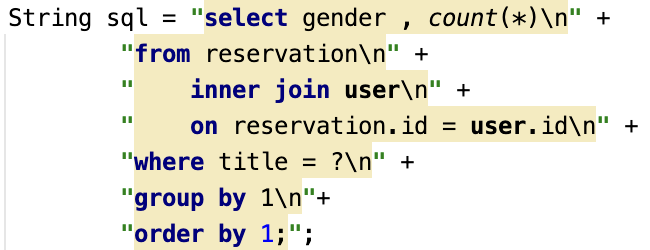 String sql = "select gender , count(*)\n" +
"from reservation\n" +
"    inner join user\n" +
"    on reservation.id = user.id\n" +
"where title = ?\n" +
"group by 1\n"+
"order by 1;";